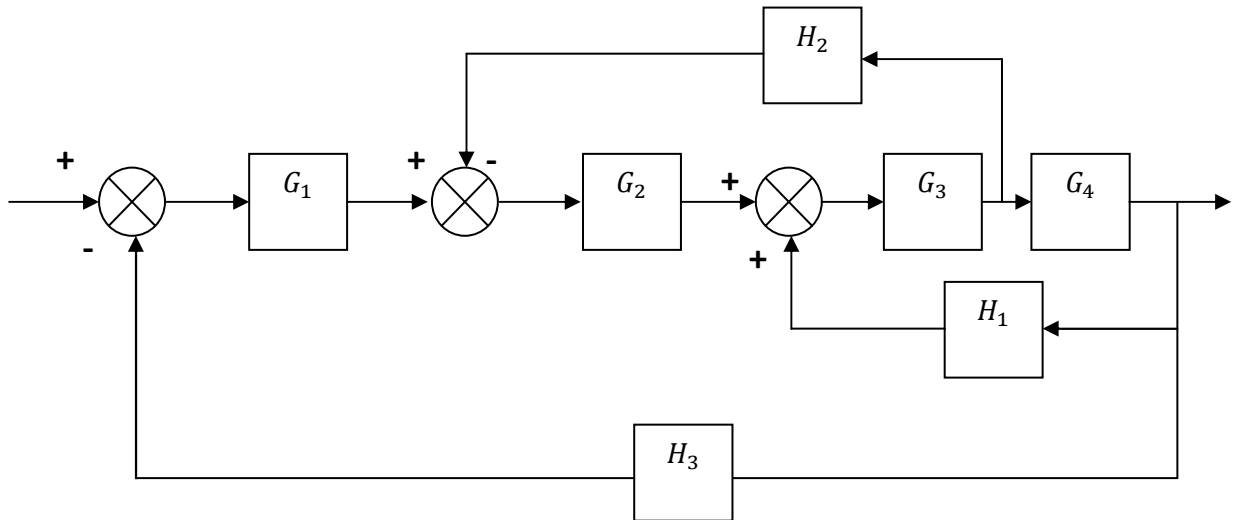 H₂
+
+
-
+
G₁
G₂
G₃
G₄
-
+
H₁
H₃